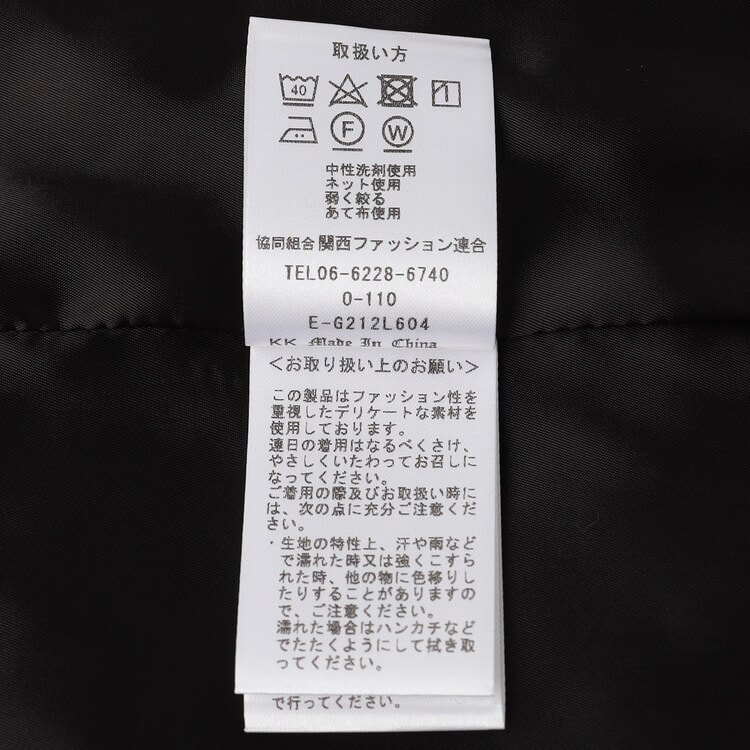 取扱い方
40
F
W
中性洗剤使用
ネット使用
弱く絞る
あて布使用
協同組合関西ファッション連合
TEL06-6228-6740
0-110
E-G212L604
KK Made In China
＜お取り扱い上のお願い＞
この製品はファッション性を
重視したデリケートな素材を
使用しております。
連日の着用はなるべくさけ、
やさしくいたわってお召しに
なってください。
ご着用の際及びお取扱い時に
は、次の点に充分ご注意くだ
さい。
・生地の特性上、汗や雨など
で濡れた時又は強くこすら
れた時、他の物に色移りし
たりすることがありますの
で、ご注意ください。
濡れた場合はハンカチなど
でたたくようにして拭き取
ってください。
で行ってください。